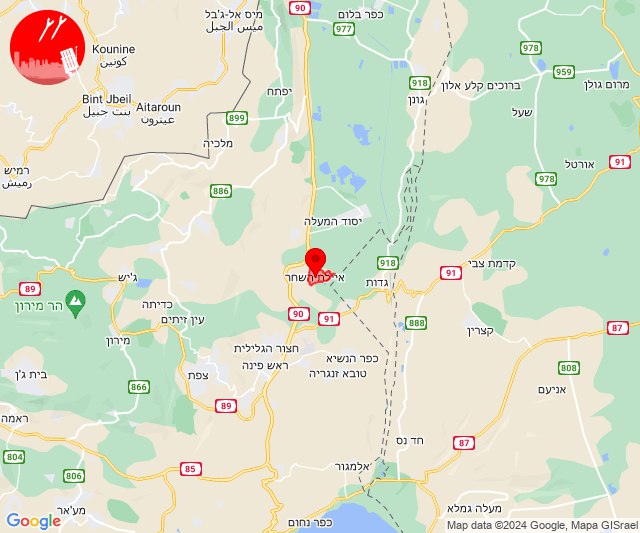 מיס אל-ג'בל
ميس الجبل
90
כפר בלום
977
Kounine
كونين
978
959
מרום גולן
918
גונן
ברוכים קלע אלון
יפתח
Bint Jbeil
بنت جبيل
Aitaroun
عيترون
899
שעל
מלכיה
רמיש
رميش
91
אורטל
978
886
יסוד המעלה
918
קדמת צבי
91
איילת השחר
גדות
ג'יש
89
הר מירון
כדיתה
עין זיתים
90
91
888
קצרין
87
מירון
חצור הגלילית
כפר הנשיא
ראש פינה
טובא זנגריה
צפת
808
בית ג'ן
866
אניעם
89
ראמה
804
806
85
חד נס
87
אלמגור
מע'אר
כפר נחום
מעלה גמלא
Google
Map data ©2024 Google, Mapa GISrael